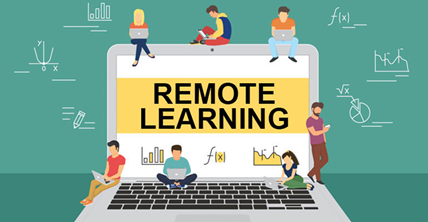 f(x)
y
x
√x
REMOTE
LEARNING
f(x)